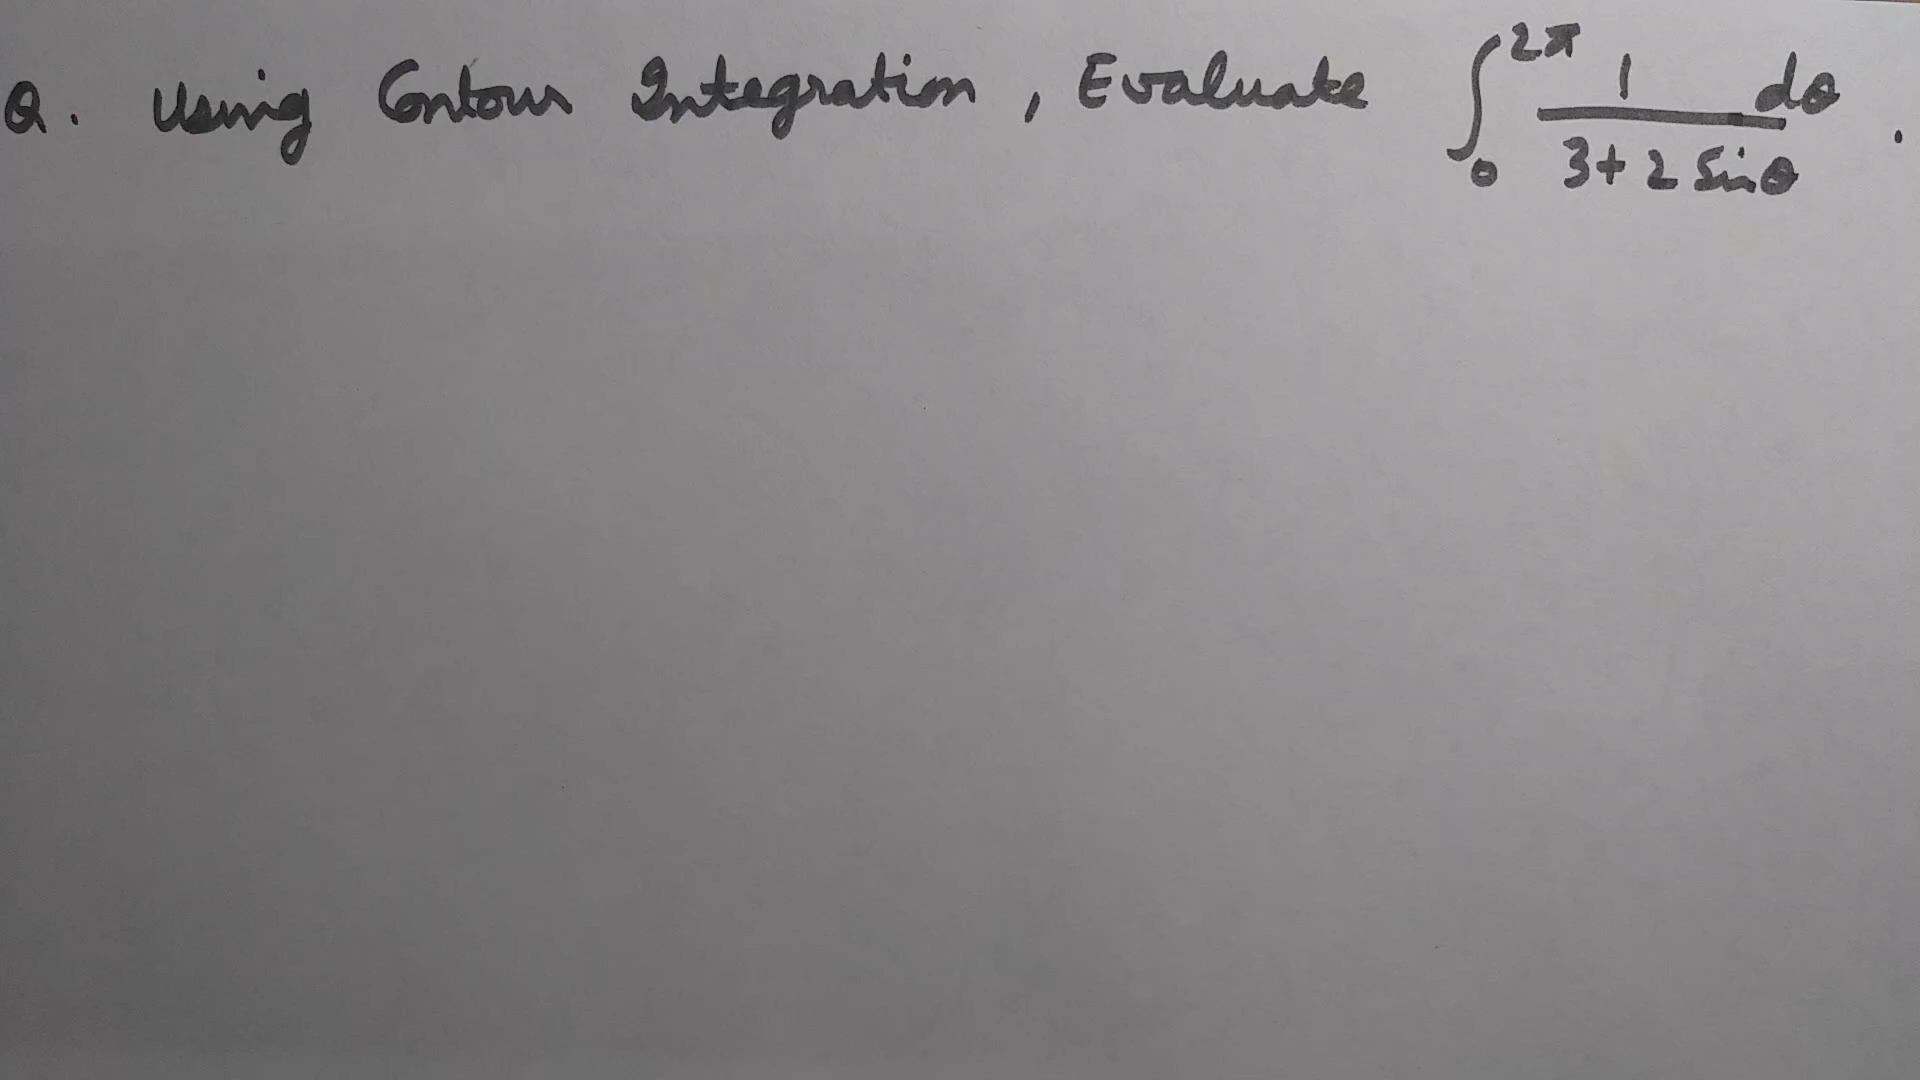 Q. Using Contour Integration, Evaluate ∫₀^2π 1/(3+2 Sinθ) dθ.